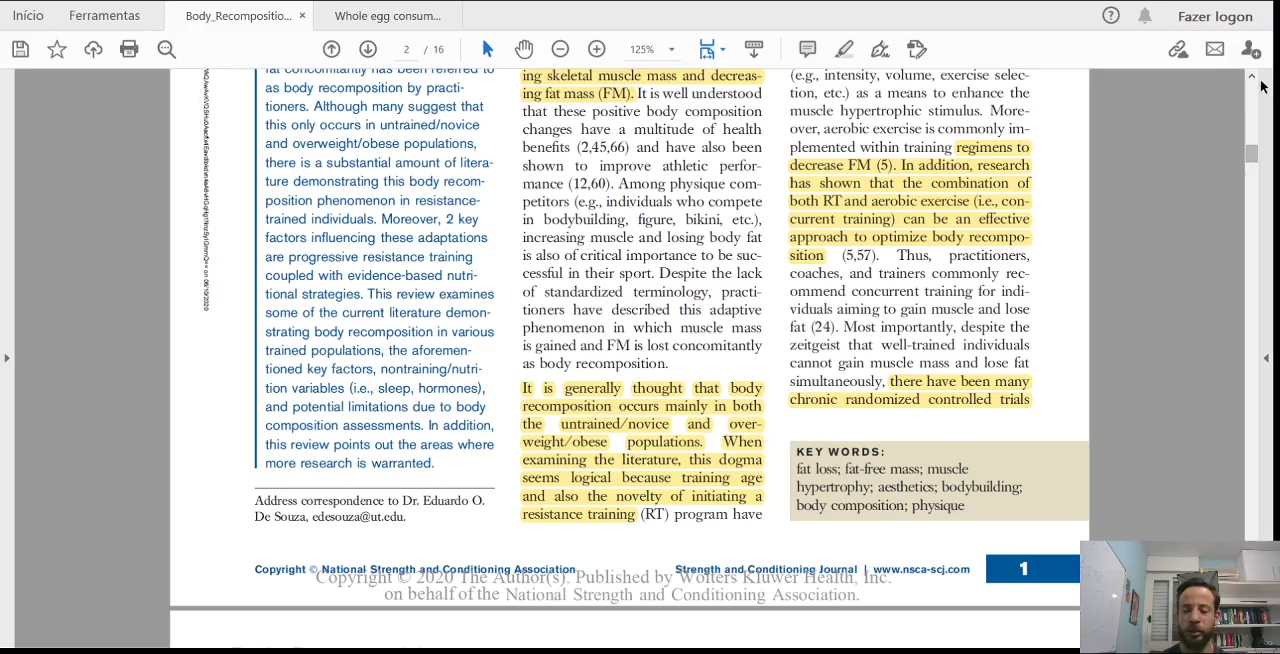 Início
Ferramentas
Body_Recompositio... ×
Whole egg consum...
Fazer logon
2 / 16
125%
fat concomitantly has been referred to
as body recomposition by practi-
tioners. Although many suggest that
this only occurs in untrained/novice
and overweight/obese populations,
there is a substantial amount of litera-
ture demonstrating this body recom-
position phenomenon in resistance-
trained individuals. Moreover, 2 key
factors influencing these adaptations
are progressive resistance training
coupled with evidence-based nutri-
tional strategies. This review examines
some of the current literature demon-
strating body recomposition in various
trained populations, the aforemen-
tioned key factors, nontraining/nutri-
tion variables (i.e., sleep, hormones),
and potential limitations due to body
composition assessments. In addition,
this review points out the areas where
more research is warranted.
Address correspondence to Dr. Eduardo O.
De Souza, edesouza@ut.edu.
ing skeletal muscle mass and decreas-
ing fat mass (FM). It is well understood
that these positive body composition
changes have a multitude of health
benefits (2,45,66) and have also been
shown to improve athletic perfor-
mance (12,60). Among physique com-
petitors (e.g., individuals who compete
in bodybuilding, figure, bikini, etc.),
increasing muscle and losing body fat
is also of critical importance to be suc-
cessful in their sport. Despite the lack
of standardized terminology, practi-
tioners have described this adaptive
phenomenon in which muscle mass
is gained and FM is lost concomitantly
as body recomposition.
It is generally thought that body
recomposition occurs mainly in both
the untrained/novice and over-
weight/obese populations. When
examining the literature, this dogma
seems logical because training age
and also the novelty of initiating a
resistance training (RT) program have
(e.g., intensity, volume, exercise selec-
tion, etc.) as a means to enhance the
muscle hypertrophic stimulus. More-
over, aerobic exercise is commonly im-
plemented within training regimens to
decrease FM (5). In addition, research
has shown that the combination of
both RT and aerobic exercise (i.e., con-
current training) can be an effective
approach to optimize body recompo-
sition (5,57). Thus, practitioners,
coaches, and trainers commonly rec-
ommend concurrent training for indi-
viduals aiming to gain muscle and lose
fat (24). Most importantly, despite the
zeitgeist that well-trained individuals
cannot gain muscle mass and lose fat
simultaneously, there have been many
chronic randomized controlled trials
KEY WORDS:
fat loss; fat-free mass; muscle
hypertrophy; aesthetics; bodybuilding;
body composition; physique
Copyright © National Strength and Conditioning Association
Strength and Conditioning Journal | www.nsca-scj.com
1
Copyright © 2020 The Author(s). Published by Wolters Kluwer Health, Inc.
on behalf of the National Strength and Conditioning Association.